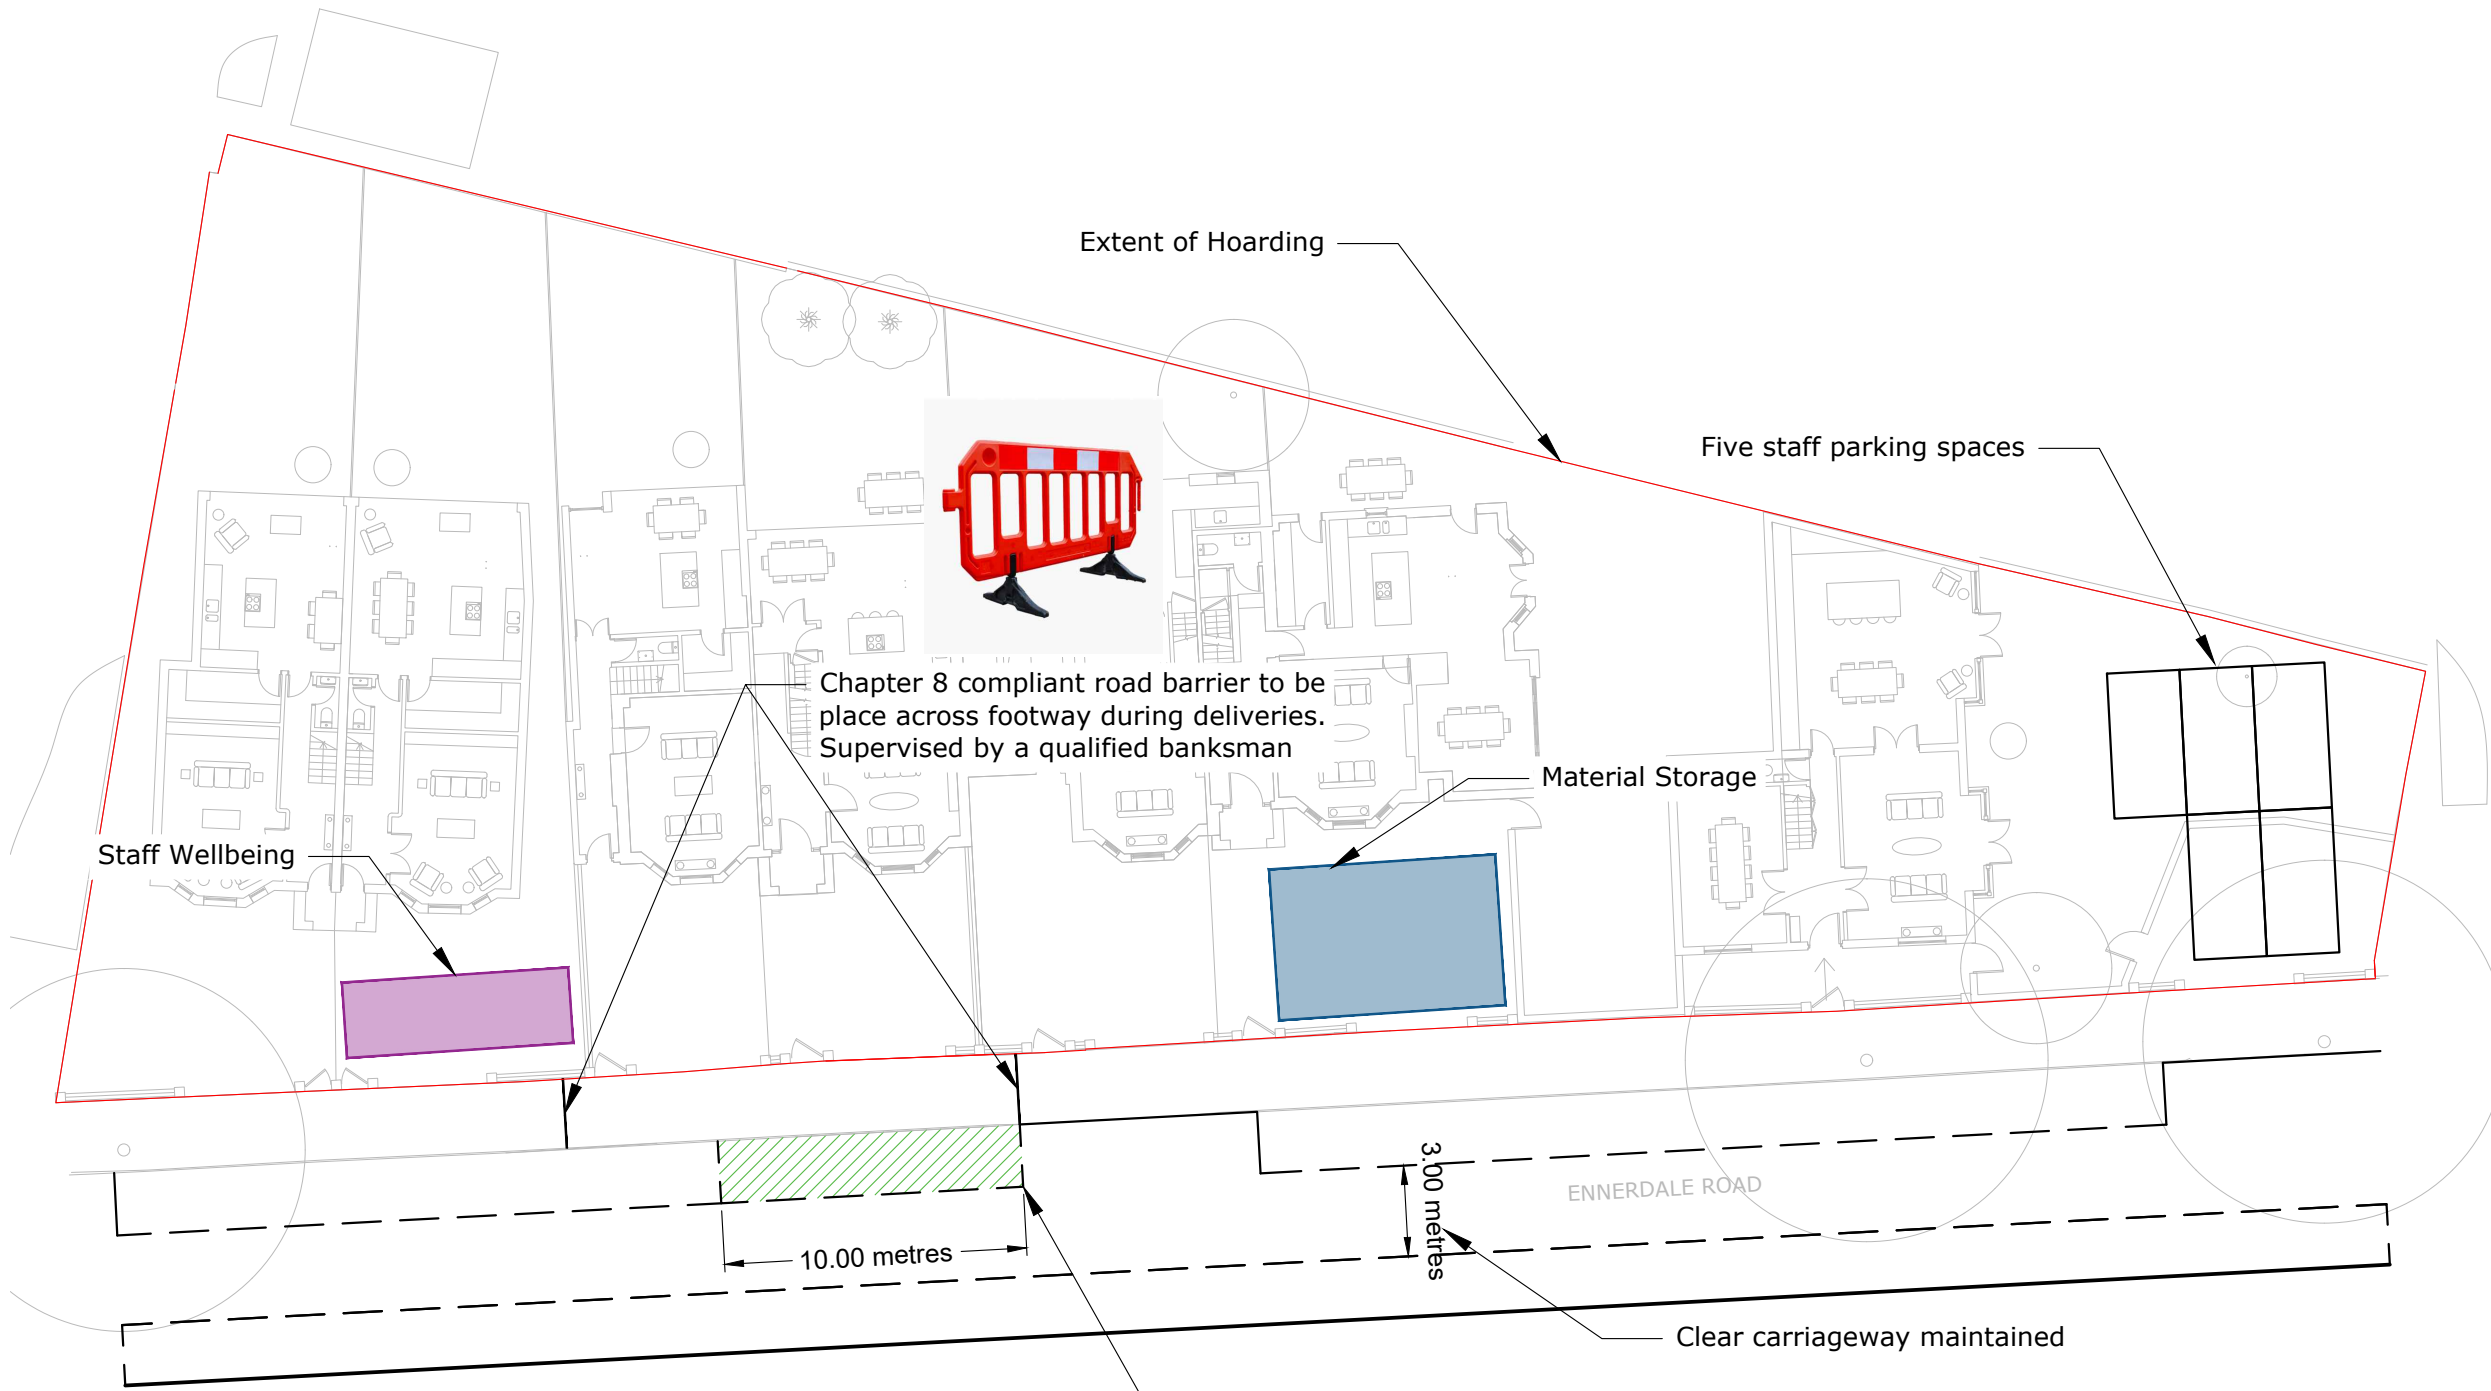 Extent of Hoarding
Five staff parking spaces
Chapter 8 compliant road barrier to be
place across footway during deliveries.
Supervised by a qualified banksman
Material Storage
Staff Wellbeing
3.00 metres
ENNERDALE ROAD
10.00 metres
Clear carriageway maintained